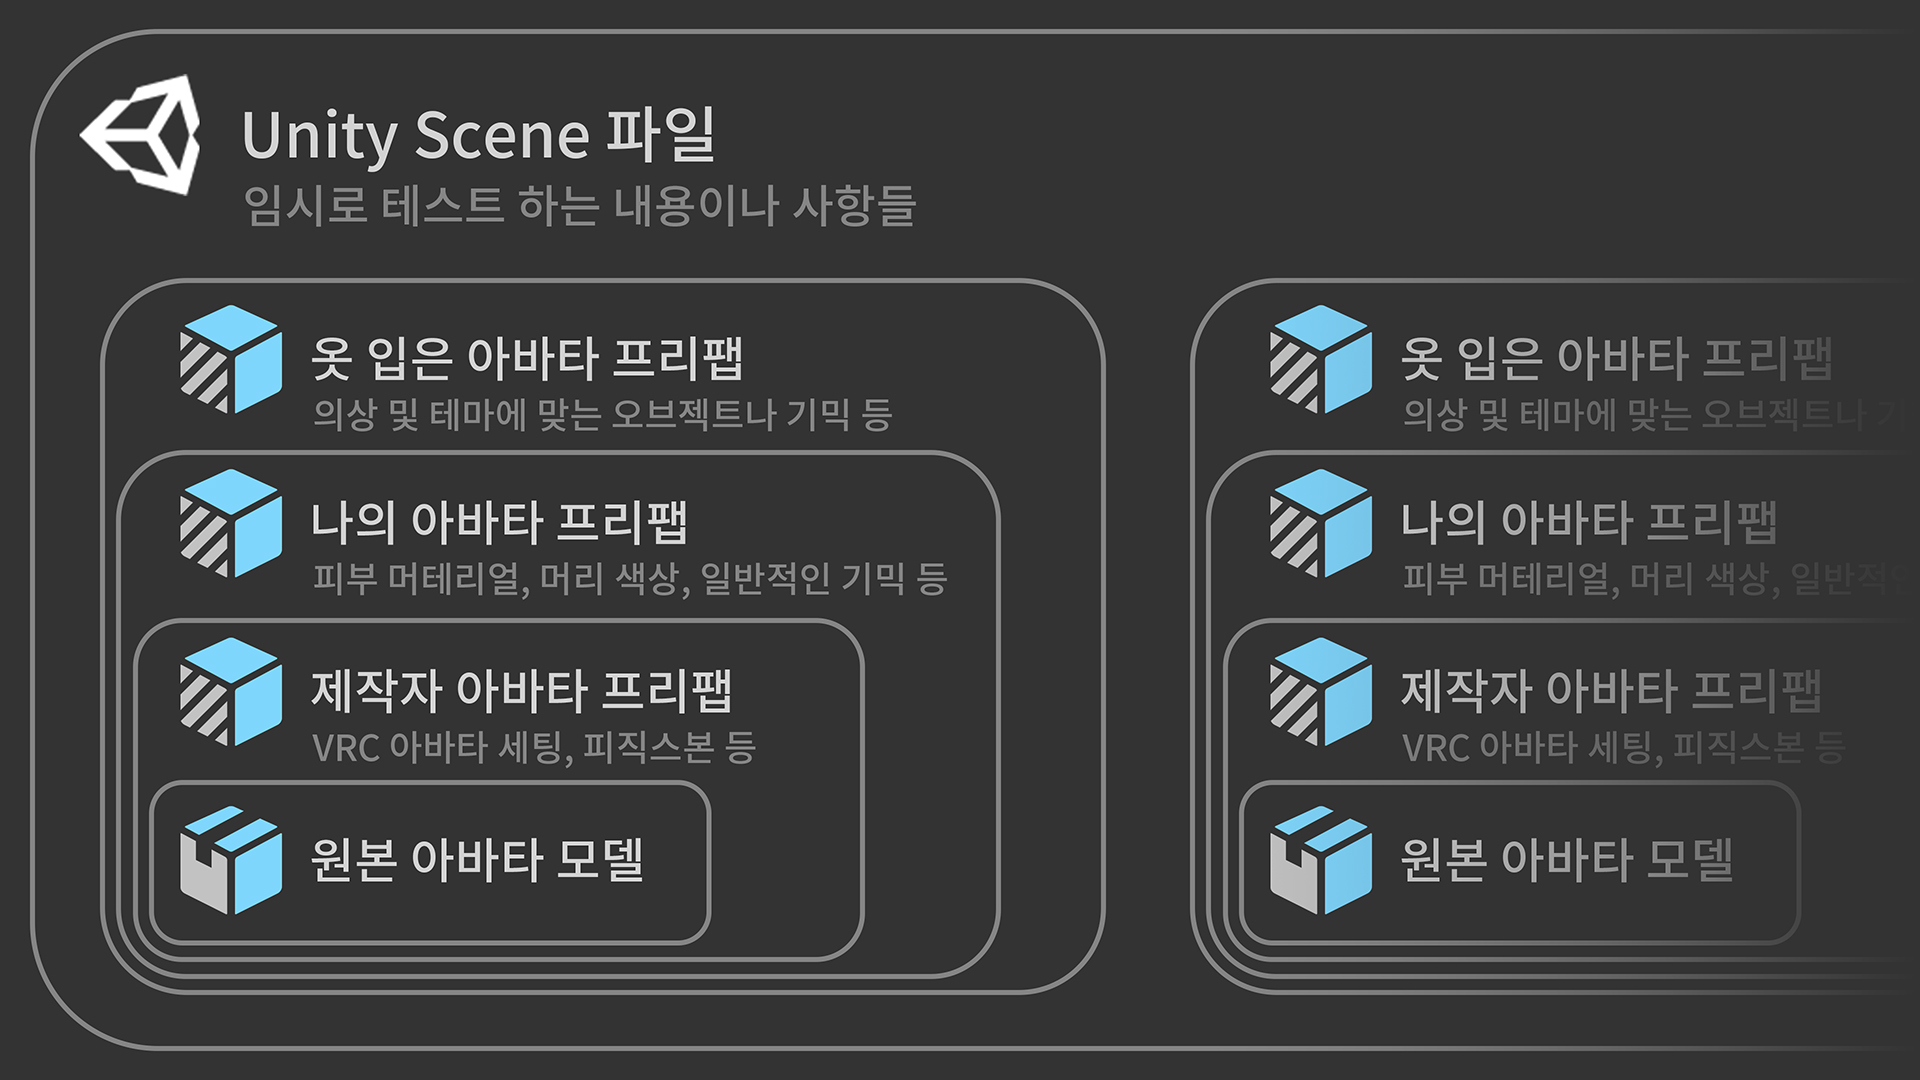 Unity Scene 파일
임시로 테스트 하는 내용이나 사항들
옷 입은 아바타 프리팹
의상 및 테마에 맞는 오브젝트나 기믹 등
나의 아바타 프리팹
피부 머테리얼, 머리 색상, 일반적인 기믹 등
제작자 아바타 프리팹
VRC 아바타 세팅, 피직스본 등
원본 아바타 모델
옷 입은 아바타 프리팹
의상 및 테마에 맞는 오브젝트나 기
나의 아바타 프리팹
피부 머테리얼, 머리 색상, 일반적인
제작자 아바타 프리팹
VRC 아바타 세팅, 피직스본 등
원본 아바타 모델